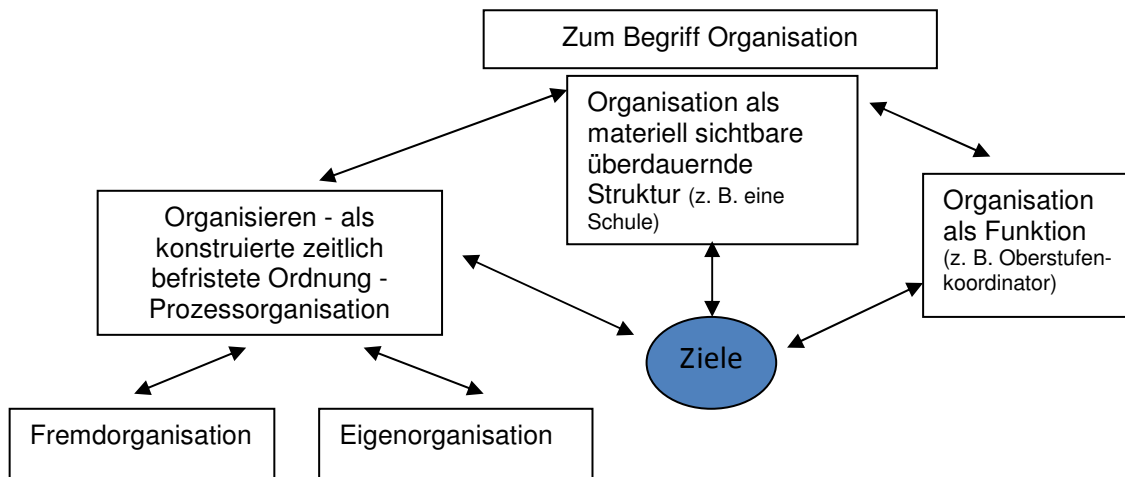 Zum Begriff Organisation
Organisation als
materiell sichtbare
überdauernde
Struktur (z. B. eine
Schule)
Organisieren - als
konstruierte zeitlich
befristete Ordnung -
Prozessorganisation
Organisation
als Funktion
(z. B. Oberstufen-
koordinator)
Ziele
Fremdorganisation
Eigenorganisation